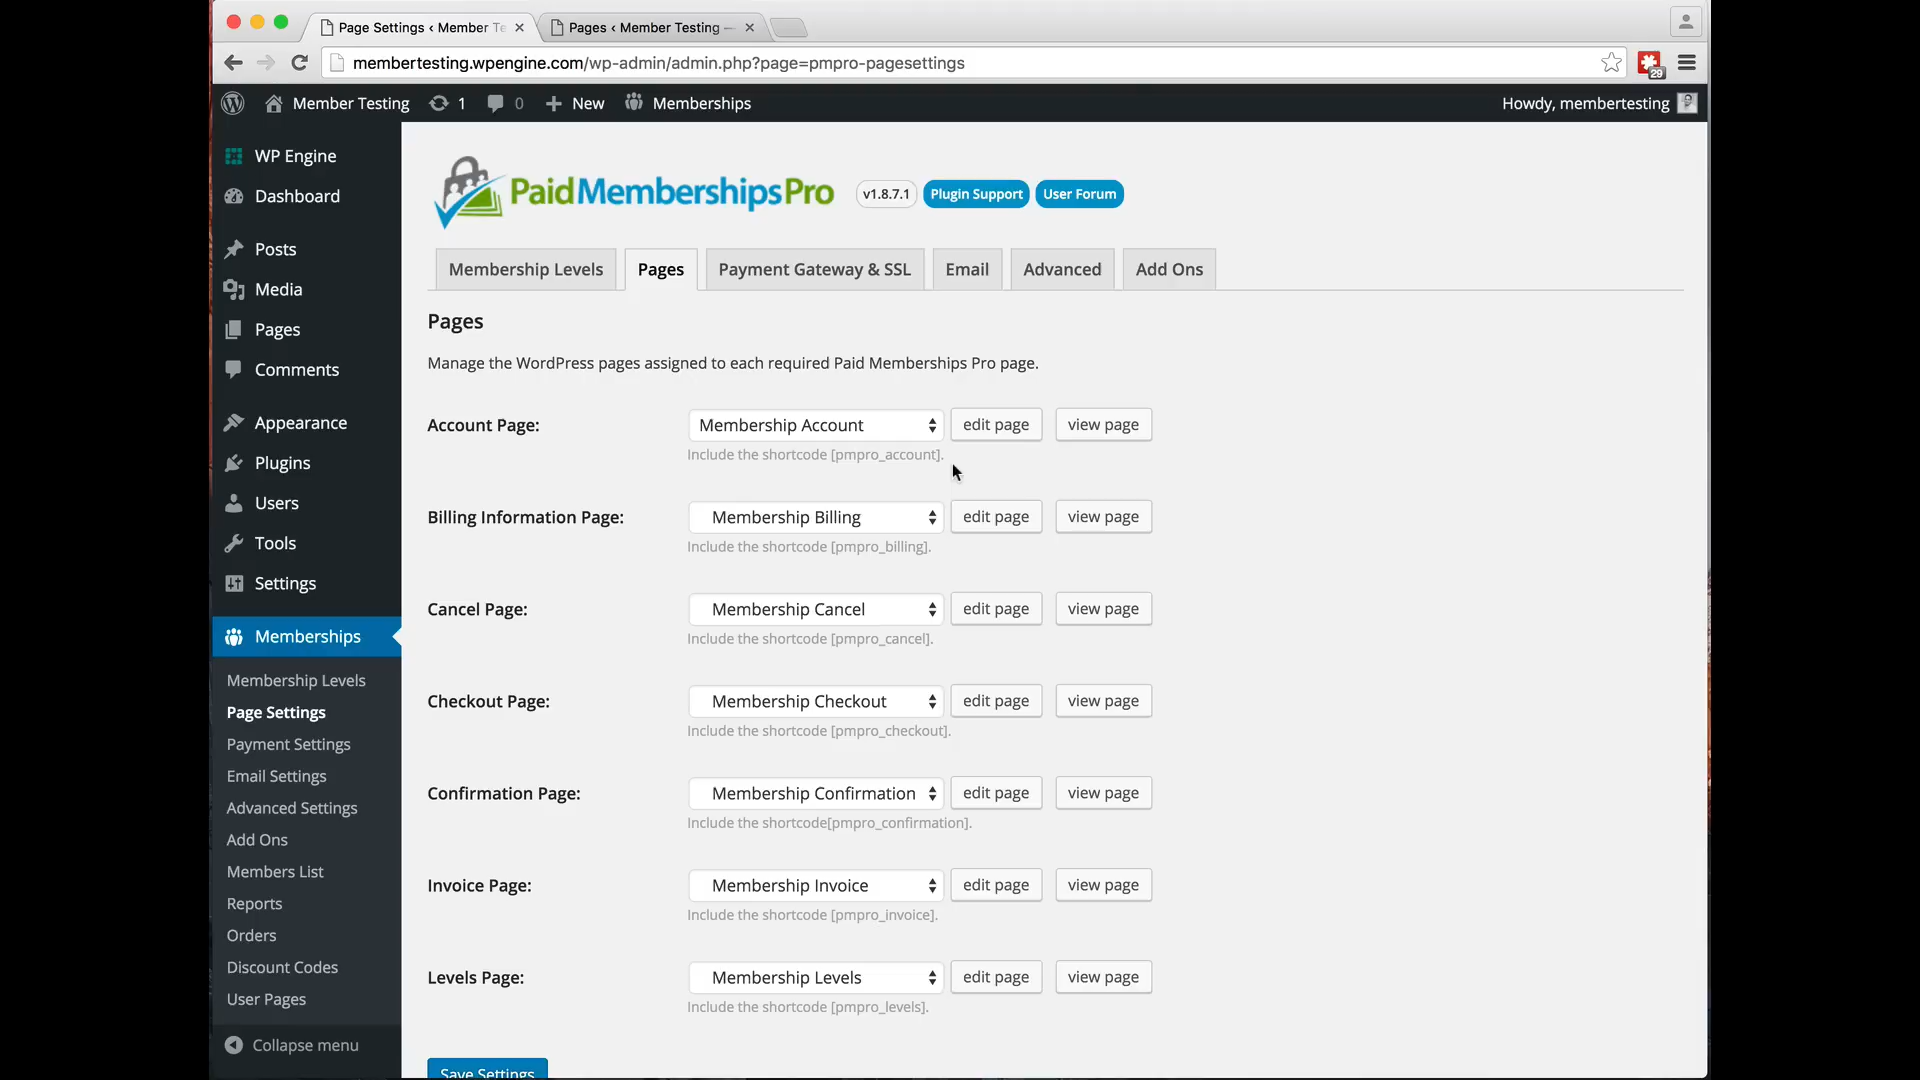 Page Settings ‹ Member Te
Pages ‹ Member Testing —
membertesting.wpengine.com/wp-admin/admin.php?page=pmpro-pagesettings
29
Member Testing 1 0 New Memberships Howdy, membertesting
WP Engine
Dashboard
Posts
Media
Pages
Comments
Appearance
Plugins
Users
Tools
Settings
Memberships
Membership Levels
Page Settings
Payment Settings
Email Settings
Advanced Settings
Add Ons
Members List
Reports
Orders
Discount Codes
User Pages
Collapse menu
PaidMembershipsPro v1.8.7.1 Plugin Support User Forum
Membership Levels Pages Payment Gateway & SSL Email Advanced Add Ons
Pages
Manage the WordPress pages assigned to each required Paid Memberships Pro page.
Account Page: Membership Account edit page view page
Include the shortcode [pmpro_account].
Billing Information Page: Membership Billing edit page view page
Include the shortcode [pmpro_billing].
Cancel Page: Membership Cancel edit page view page
Include the shortcode [pmpro_cancel].
Checkout Page: Membership Checkout edit page view page
Include the shortcode [pmpro_checkout].
Confirmation Page: Membership Confirmation edit page view page
Include the shortcode[pmpro_confirmation].
Invoice Page: Membership Invoice edit page view page
Include the shortcode [pmpro_invoice].
Levels Page: Membership Levels edit page view page
Include the shortcode [pmpro_levels].
Save Settings